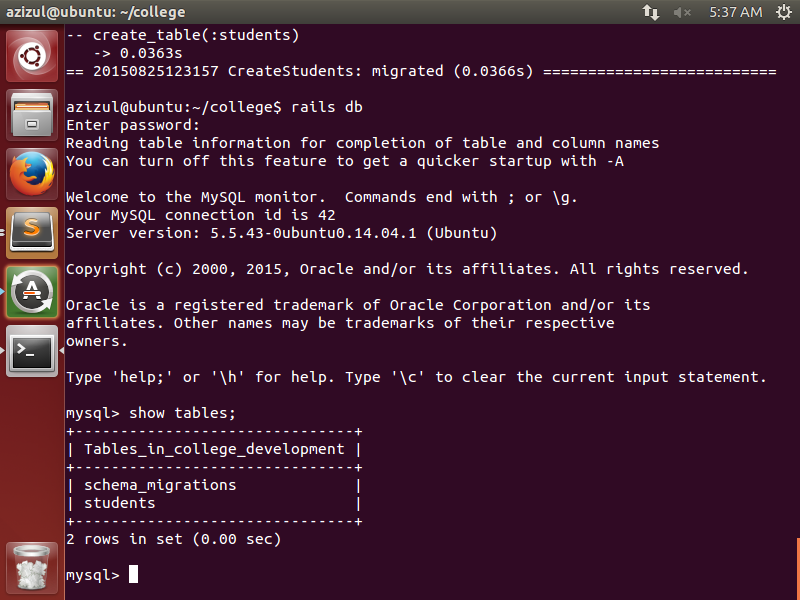 azizul@ubuntu: ~/college
5:37 AM
-- create_table(:students)
   -> 0.0363s
== 20150825123157 CreateStudents: migrated (0.0366s) ==========================
azizul@ubuntu:~/college$ rails db
Enter password:
Reading table information for completion of table and column names
You can turn off this feature to get a quicker startup with -A
Welcome to the MySQL monitor.  Commands end with ; or \g.
Your MySQL connection id is 42
Server version: 5.5.43-0ubuntu0.14.04.1 (Ubuntu)
Copyright (c) 2000, 2015, Oracle and/or its affiliates. All rights reserved.
Oracle is a registered trademark of Oracle Corporation and/or its
affiliates. Other names may be trademarks of their respective
owners.
Type 'help;' or '\h' for help. Type '\c' to clear the current input statement.
mysql> show tables;
+-------------------------------+
| Tables_in_college_development |
+-------------------------------+
| schema_migrations             |
| students                      |
+-------------------------------+
2 rows in set (0.00 sec)
mysql>